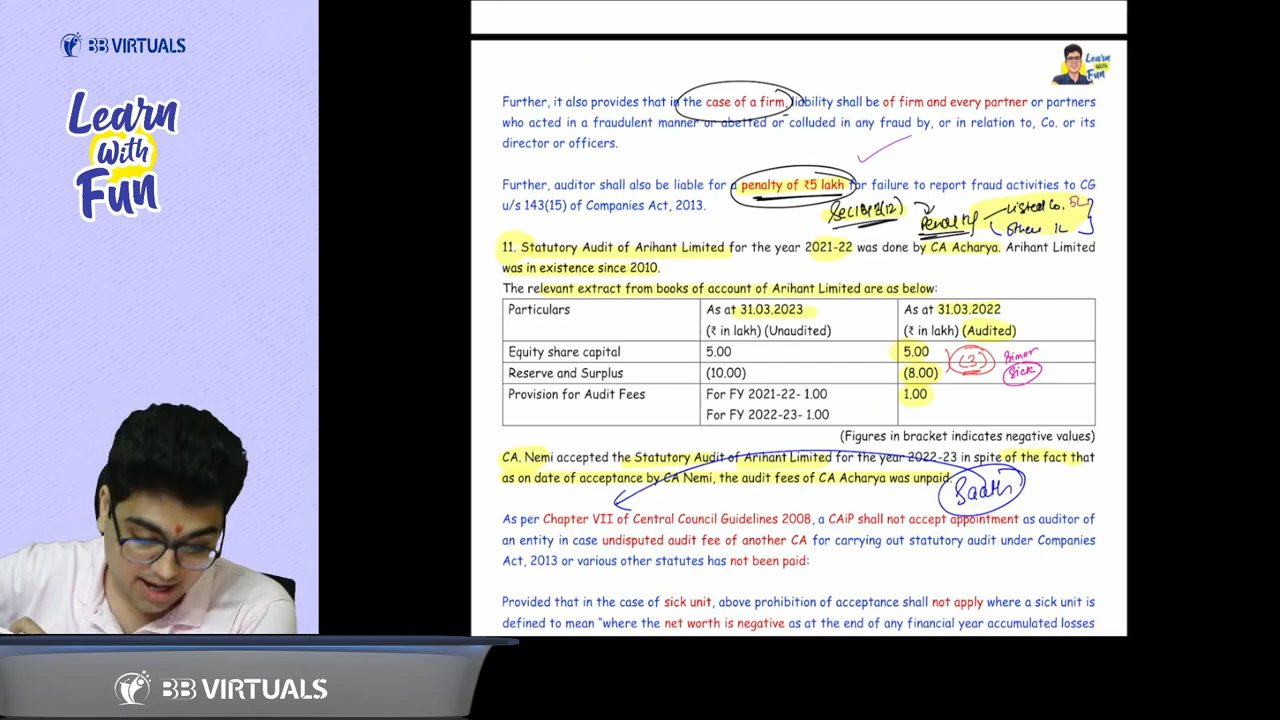 BB VIRTUALS
Learn
With
Fun
Learn
with
Fun
Further, it also provides that in the case of a firm, liability shall be of firm and every partner or partners
who acted in a fraudulent manner or abetted or colluded in any fraud by, or in relation to, Co. or its
director or officers.
Further, auditor shall also be liable for a penalty of ₹5 lakh for failure to report fraud activities to CG
u/s 143(15) of Companies Act, 2013.
Penalty
Listed Co. 5L
Other 1L
11. Statutory Audit of Arihant Limited for the year 2021-22 was done by CA Acharya. Arihant Limited
was in existence since 2010.
The relevant extract from books of account of Arihant Limited are as below:
Particulars As at 31.03.2023 As at 31.03.2022
(₹ in lakh) (Unaudited) (₹ in lakh) (Audited)
Equity share capital 5.00 5.00
(3)
Sick
Reserve and Surplus (10.00) (8.00)
Provision for Audit Fees For FY 2021-22- 1.00 1.00
For FY 2022-23- 1.00
(Figures in bracket indicates negative values)
CA. Nemi accepted the Statutory Audit of Arihant Limited for the year 2022-23 in spite of the fact that
as on date of acceptance by CA Nemi, the audit fees of CA Acharya was unpaid.
As per Chapter VII of Central Council Guidelines 2008, a CAiP shall not accept appointment as auditor of
an entity in case undisputed audit fee of another CA for carrying out statutory audit under Companies
Act, 2013 or various other statutes has not been paid:
Provided that in the case of sick unit, above prohibition of acceptance shall not apply where a sick unit is
defined to mean “where the net worth is negative as at the end of any financial year accumulated losses
BB VIRTUALS